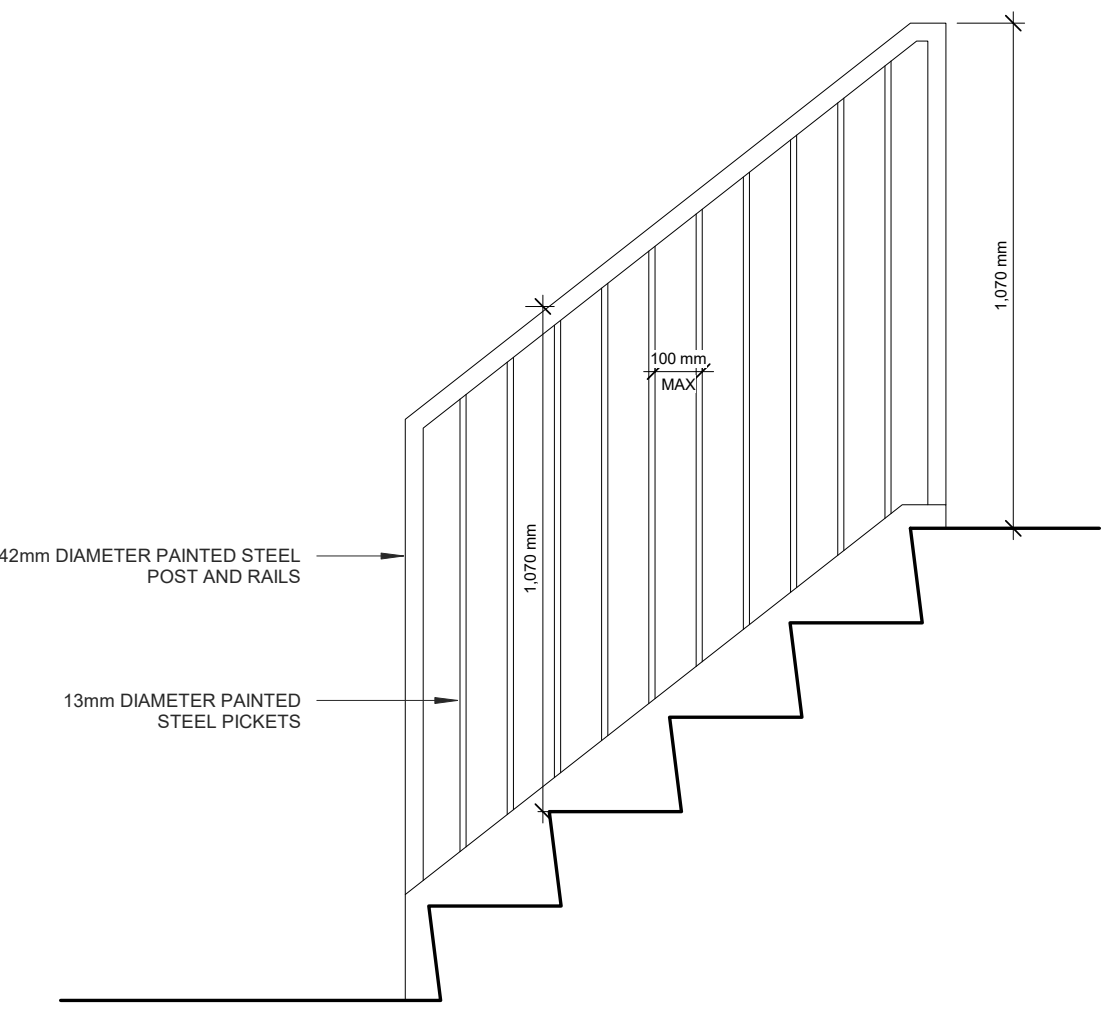 1,070 mm
100 mm
MAX
1,070 mm
42mm DIAMETER PAINTED STEEL
POST AND RAILS
13mm DIAMETER PAINTED
STEEL PICKETS